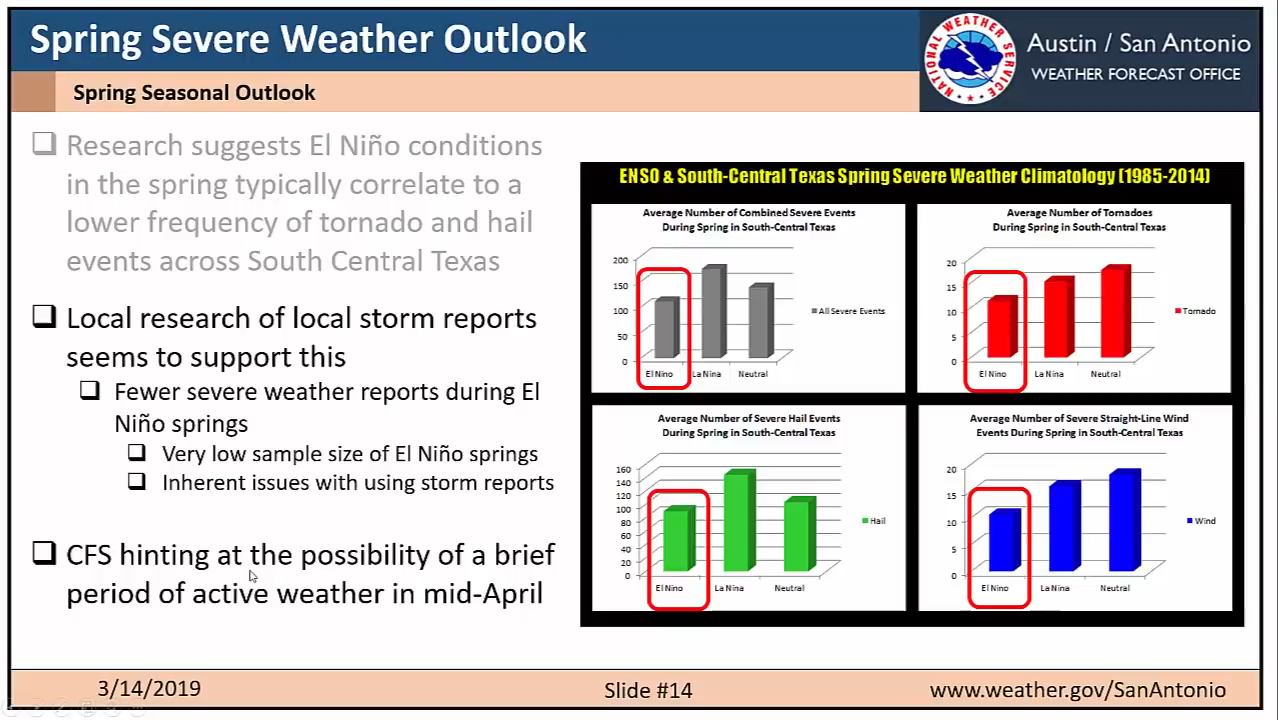 Spring Severe Weather Outlook
Spring Seasonal Outlook
NATIONAL WEATHER SERVICE
Austin / San Antonio
WEATHER FORECAST OFFICE
Research suggests El Niño conditions
in the spring typically correlate to a
lower frequency of tornado and hail
events across South Central Texas
Local research of local storm reports
seems to support this
Fewer severe weather reports during El
Niño springs
Very low sample size of El Niño springs
Inherent issues with using storm reports
CFS hinting at the possibility of a brief
period of active weather in mid-April
ENSO & South-Central Texas Spring Severe Weather Climatology (1985-2014)
Average Number of Combined Severe Events
During Spring in South-Central Texas
200
150
100
50
0
El Nino La Nina Neutral
All Severe Events
Average Number of Tornadoes
During Spring in South-Central Texas
20
15
10
5
0
El Nino La Nina Neutral
Tornado
Average Number of Severe Hail Events
During Spring in South-Central Texas
160
140
120
100
80
60
40
20
0
El Nino La Nina Neutral
Hail
Average Number of Severe Straight-Line Wind
Events During Spring in South-Central Texas
20
15
10
5
0
El Nino La Nina Neutral
Wind
3/14/2019
Slide #14
www.weather.gov/SanAntonio